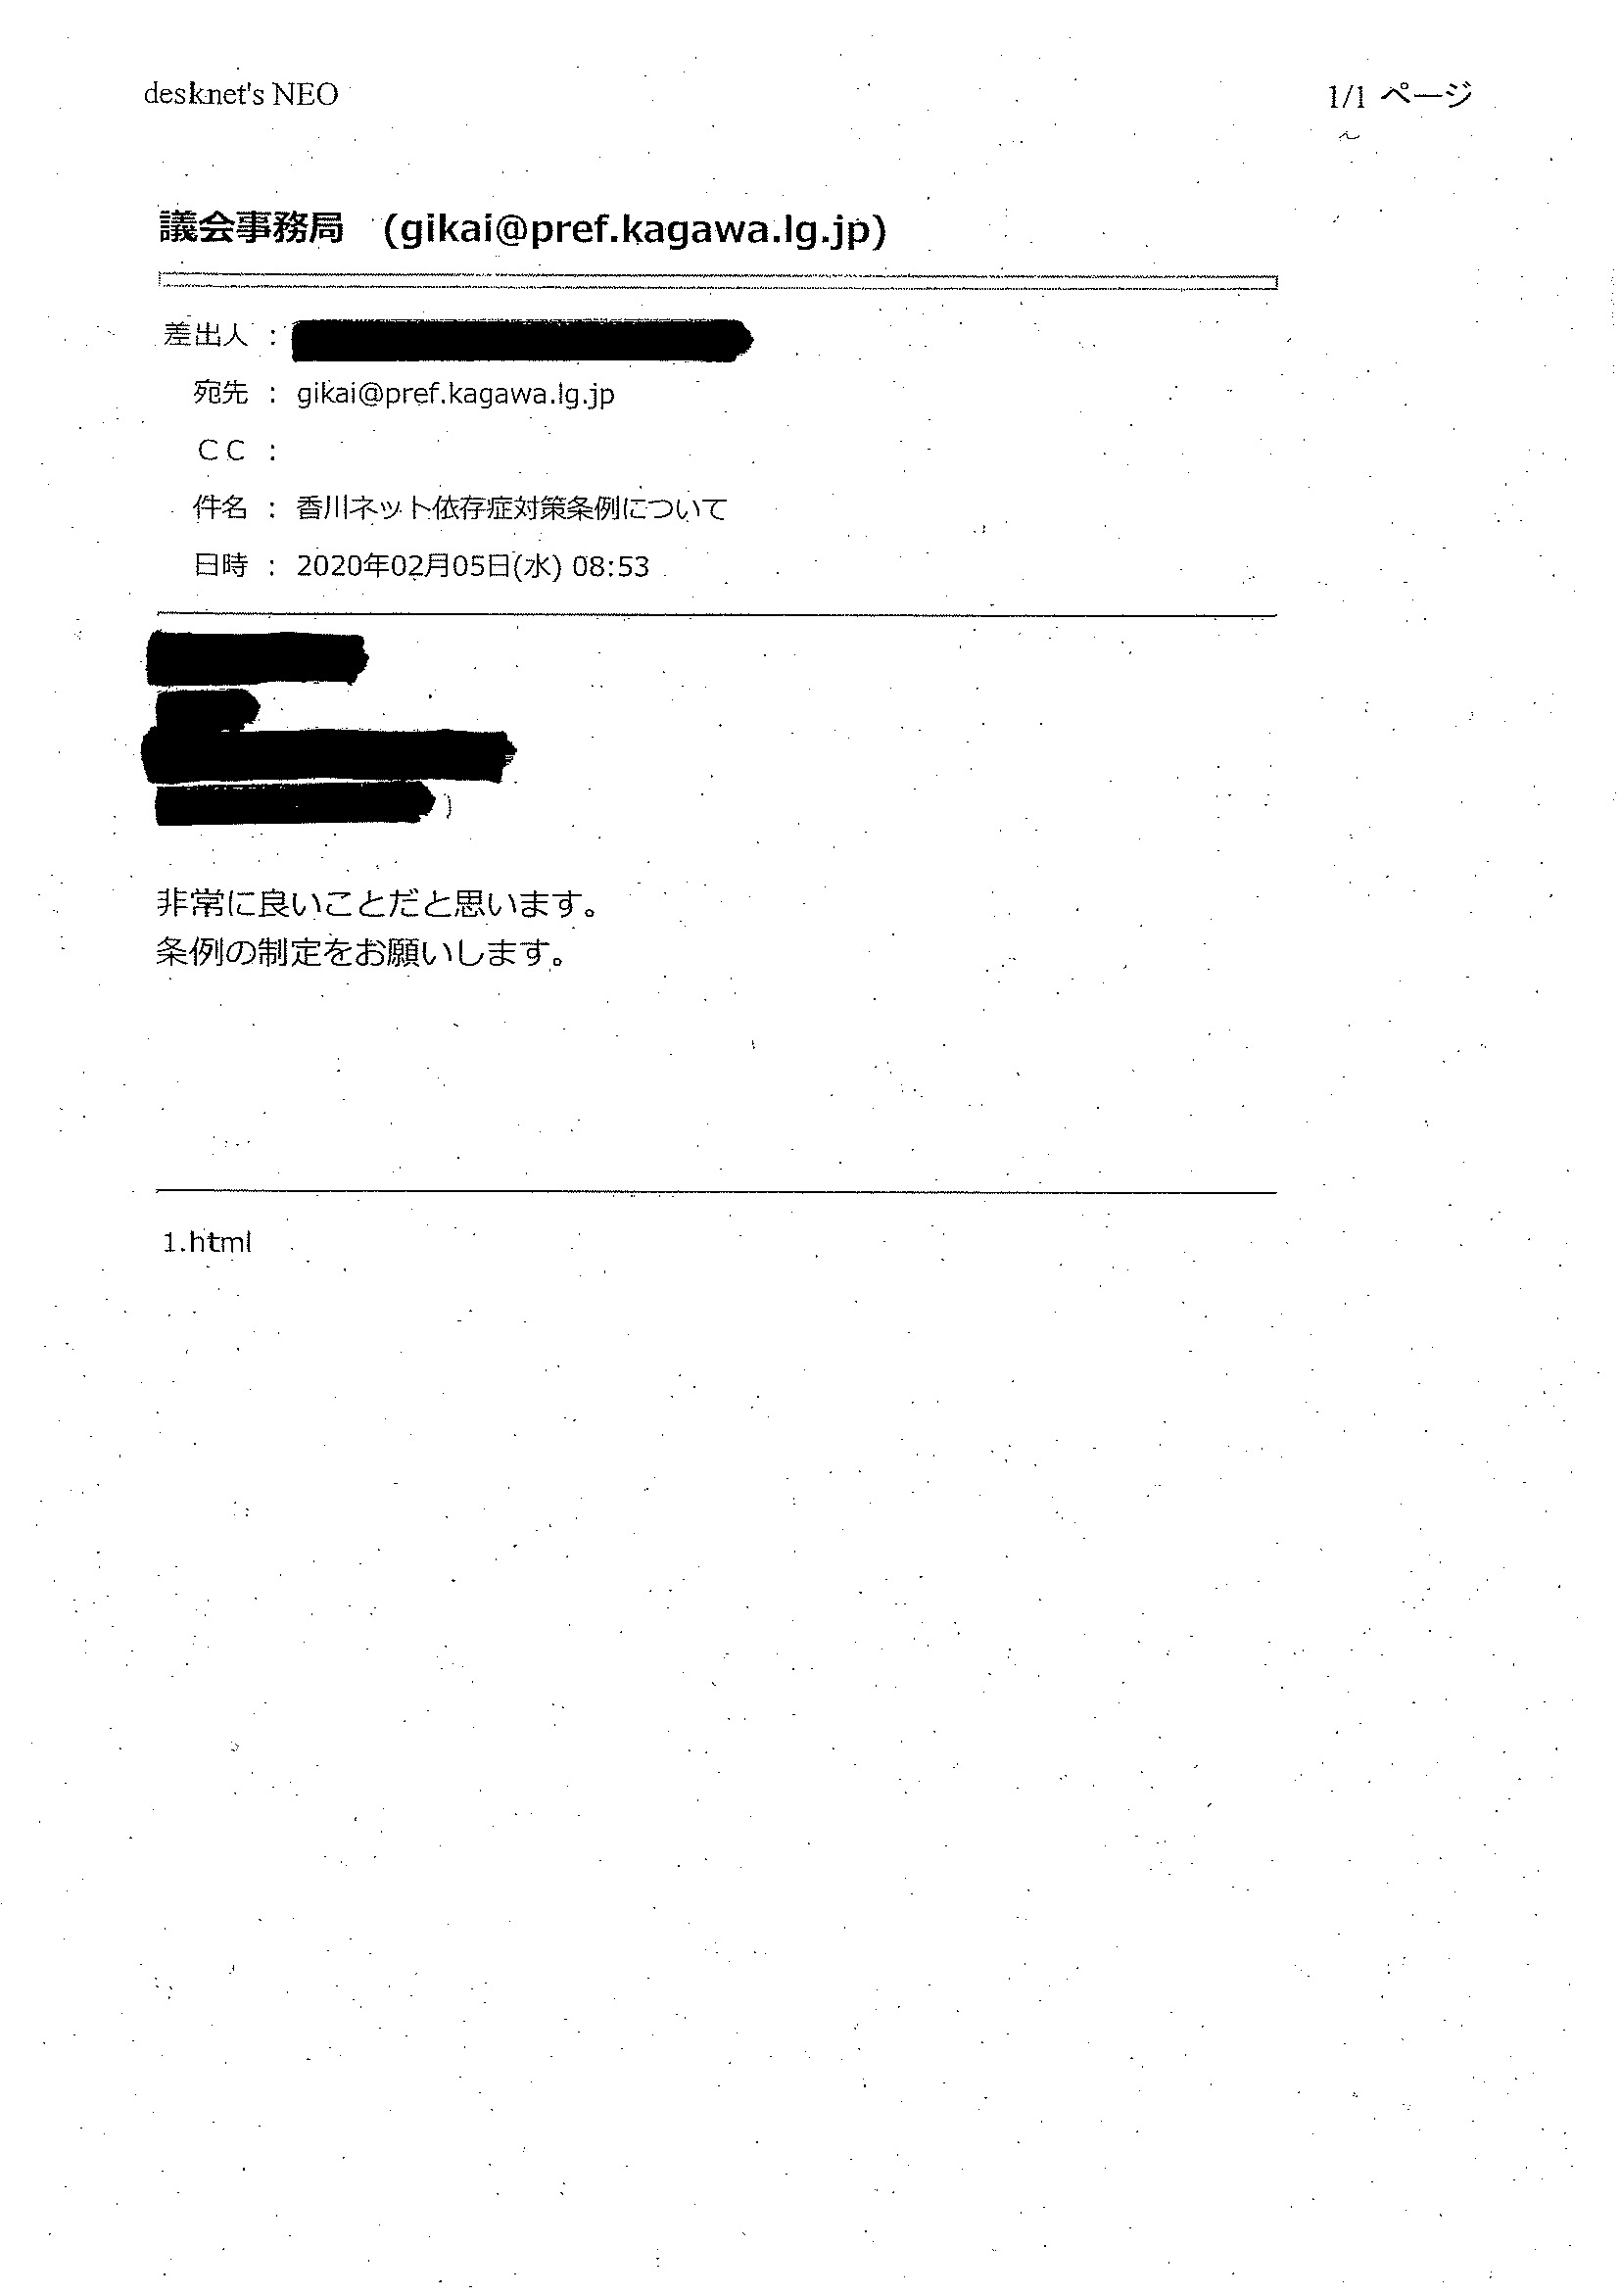 desknet's NEO
1/1 ページ
議会事務局 (gikai@pref.kagawa.lg.jp)
差出人 :
宛先 : gikai@pref.kagawa.lg.jp
ＣＣ :
件名 : 香川ネット依存症対策条例について
日時 : 2020年02月05日(水) 08:53
)
非常に良いことだと思います。
条例の制定をお願いします。
1.html